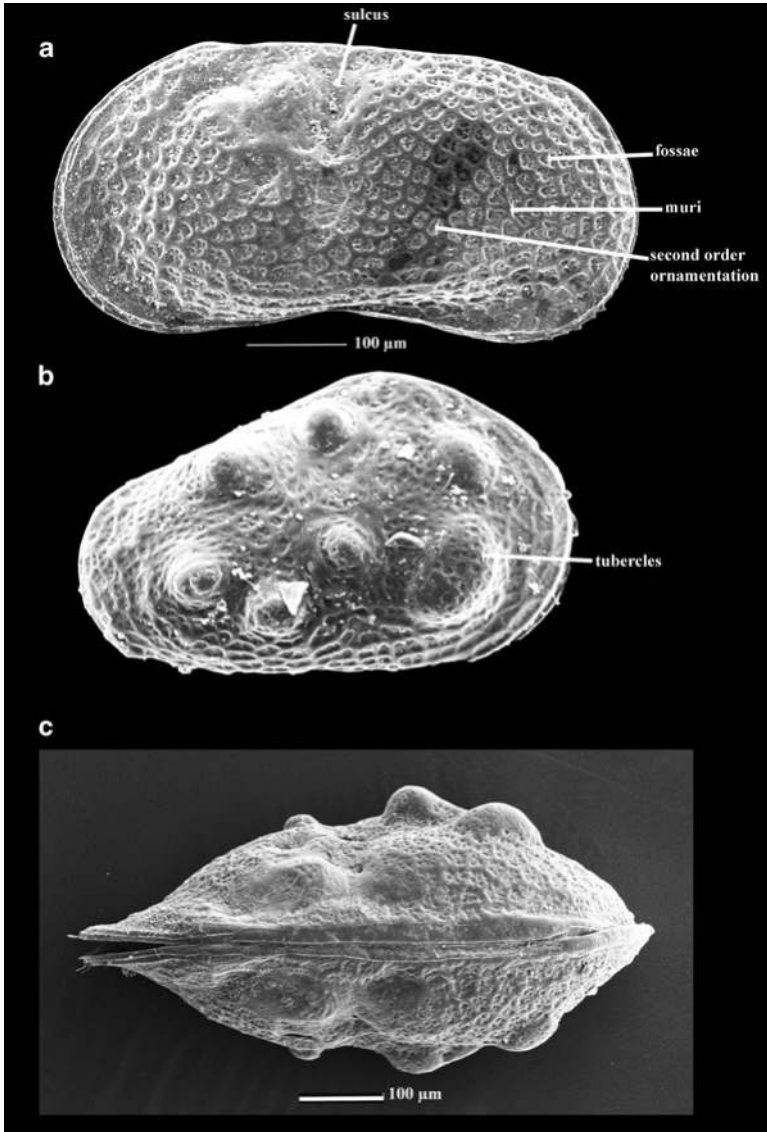 a
sulcus
fossae
muri
second order
ornamentation
100 μm
b
tubercles
c
100 μm